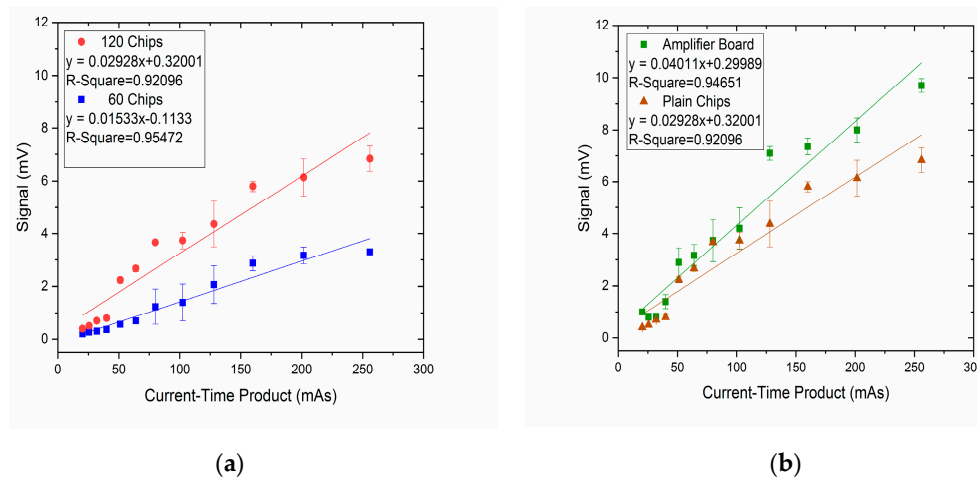 12
10
8
6
4
2
0
Signal (mV)
120 Chips
y = 0.02928x+0.32001
R-Square=0.92096
60 Chips
y = 0.01533x-0.1133
R-Square=0.95472
0 50 100 150 200 250 300
Current-Time Product (mAs)
(a)
12
10
8
6
4
2
0
Signal (mV)
Amplifier Board
y = 0.04011x+0.29989
R-Square=0.94651
Plain Chips
y = 0.02928x+0.32001
R-Square=0.92096
0 50 100 150 200 250 30
Current-Time Product (mAs)
(b)